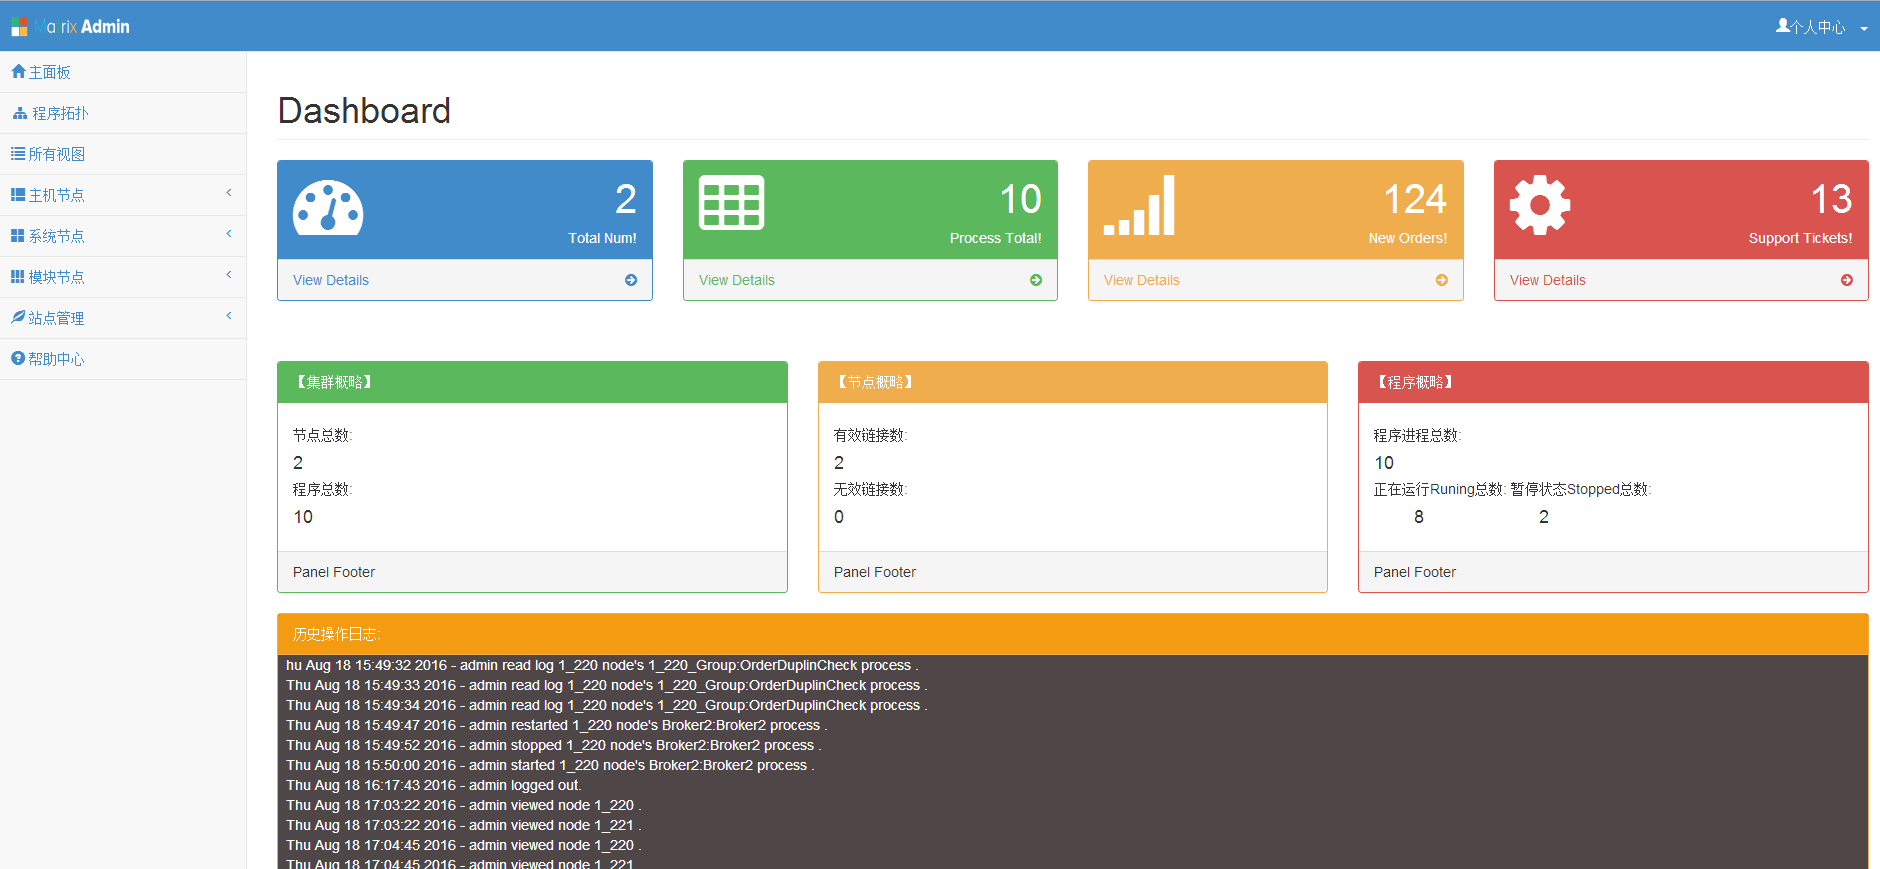 Matrix Admin
个人中心
主面板
程序拓扑
所有视图
主机节点
系统节点
模块节点
站点管理
帮助中心
Dashboard
2
Total Num!
View Details
10
Process Total!
View Details
124
New Orders!
View Details
13
Support Tickets!
View Details
【集群概略】
节点总数:
2
程序总数:
10
Panel Footer
【节点概略】
有效链接数:
2
无效链接数:
0
Panel Footer
【程序概略】
程序进程总数:
10
正在运行Runing总数: 暂停状态Stopped总数:
8 2
Panel Footer
历史操作日志:
hu Aug 18 15:49:32 2016 - admin read log 1_220 node's 1_220_Group:OrderDuplinCheck process .
Thu Aug 18 15:49:33 2016 - admin read log 1_220 node's 1_220_Group:OrderDuplinCheck process .
Thu Aug 18 15:49:34 2016 - admin read log 1_220 node's 1_220_Group:OrderDuplinCheck process .
Thu Aug 18 15:49:47 2016 - admin restarted 1_220 node's Broker2:Broker2 process .
Thu Aug 18 15:49:52 2016 - admin stopped 1_220 node's Broker2:Broker2 process .
Thu Aug 18 15:50:00 2016 - admin started 1_220 node's Broker2:Broker2 process .
Thu Aug 18 16:17:43 2016 - admin logged out.
Thu Aug 18 17:03:22 2016 - admin viewed node 1_220 .
Thu Aug 18 17:03:22 2016 - admin viewed node 1_221 .
Thu Aug 18 17:04:45 2016 - admin viewed node 1_220 .
Thu Aug 18 17:04:45 2016 - admin viewed node 1_221